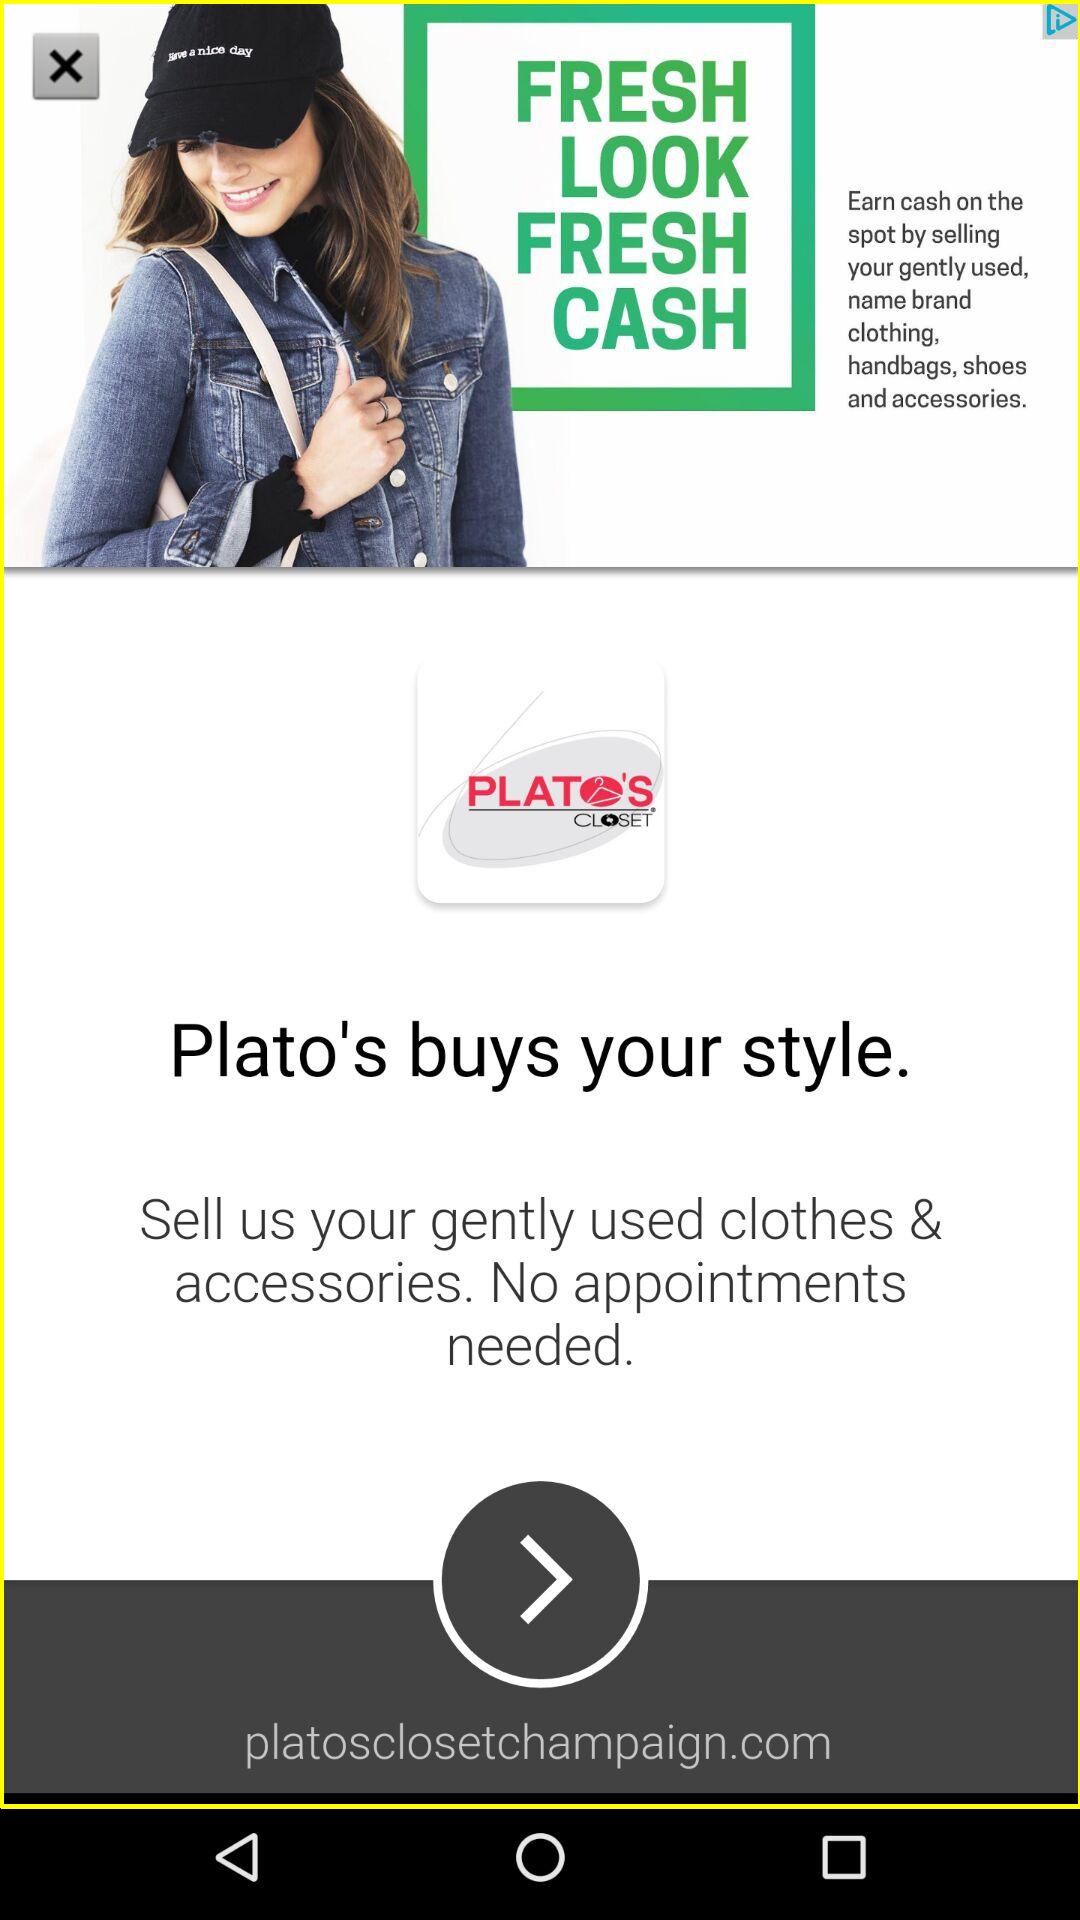 Have a nice day
FRESH
LOOK
FRESH
CASH
Earn cash on the
spot by selling
your gently used,
name brand
clothing,
handbags, shoes
and accessories.
PLATO'S
CLOSET
Plato's buys your style.
Sell us your gently used clothes &
accessories. No appointments
needed.
platosclosetchampaign.com